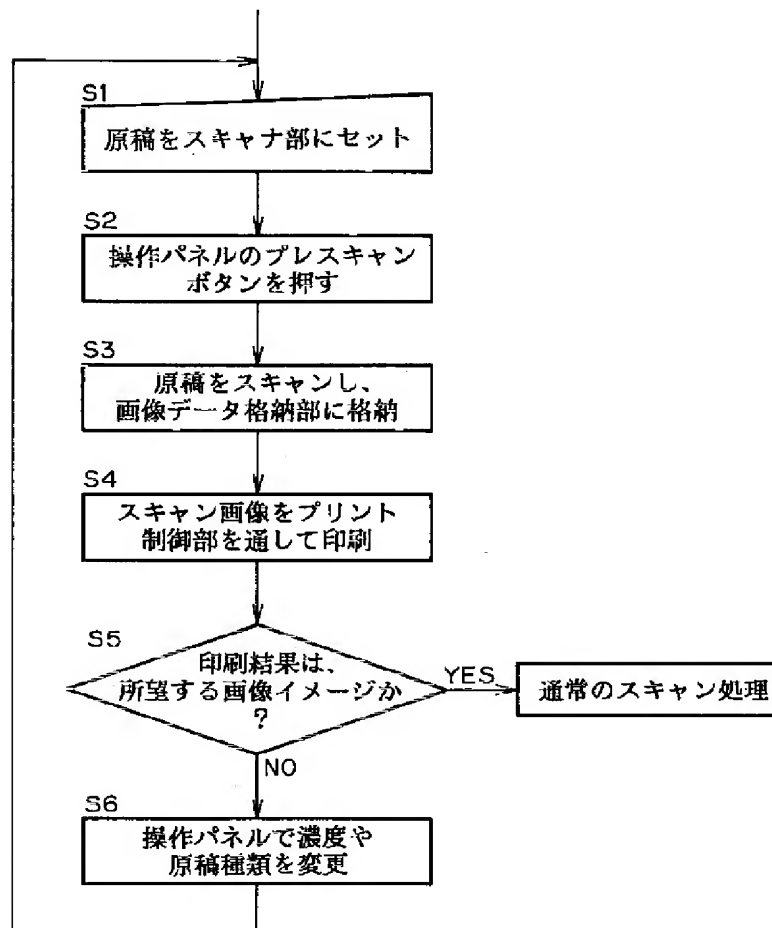 S1
原稿をスキャナ部にセット
S2
操作パネルのプレスキャン
ボタンを押す
S3
原稿をスキャンし、
画像データ格納部に格納
S4
スキャン画像をプリント
制御部を通して印刷
S5
印刷結果は、
所望する画像イメージか
?
YES
通常のスキャン処理
NO
S6
操作パネルで濃度や
原稿種類を変更